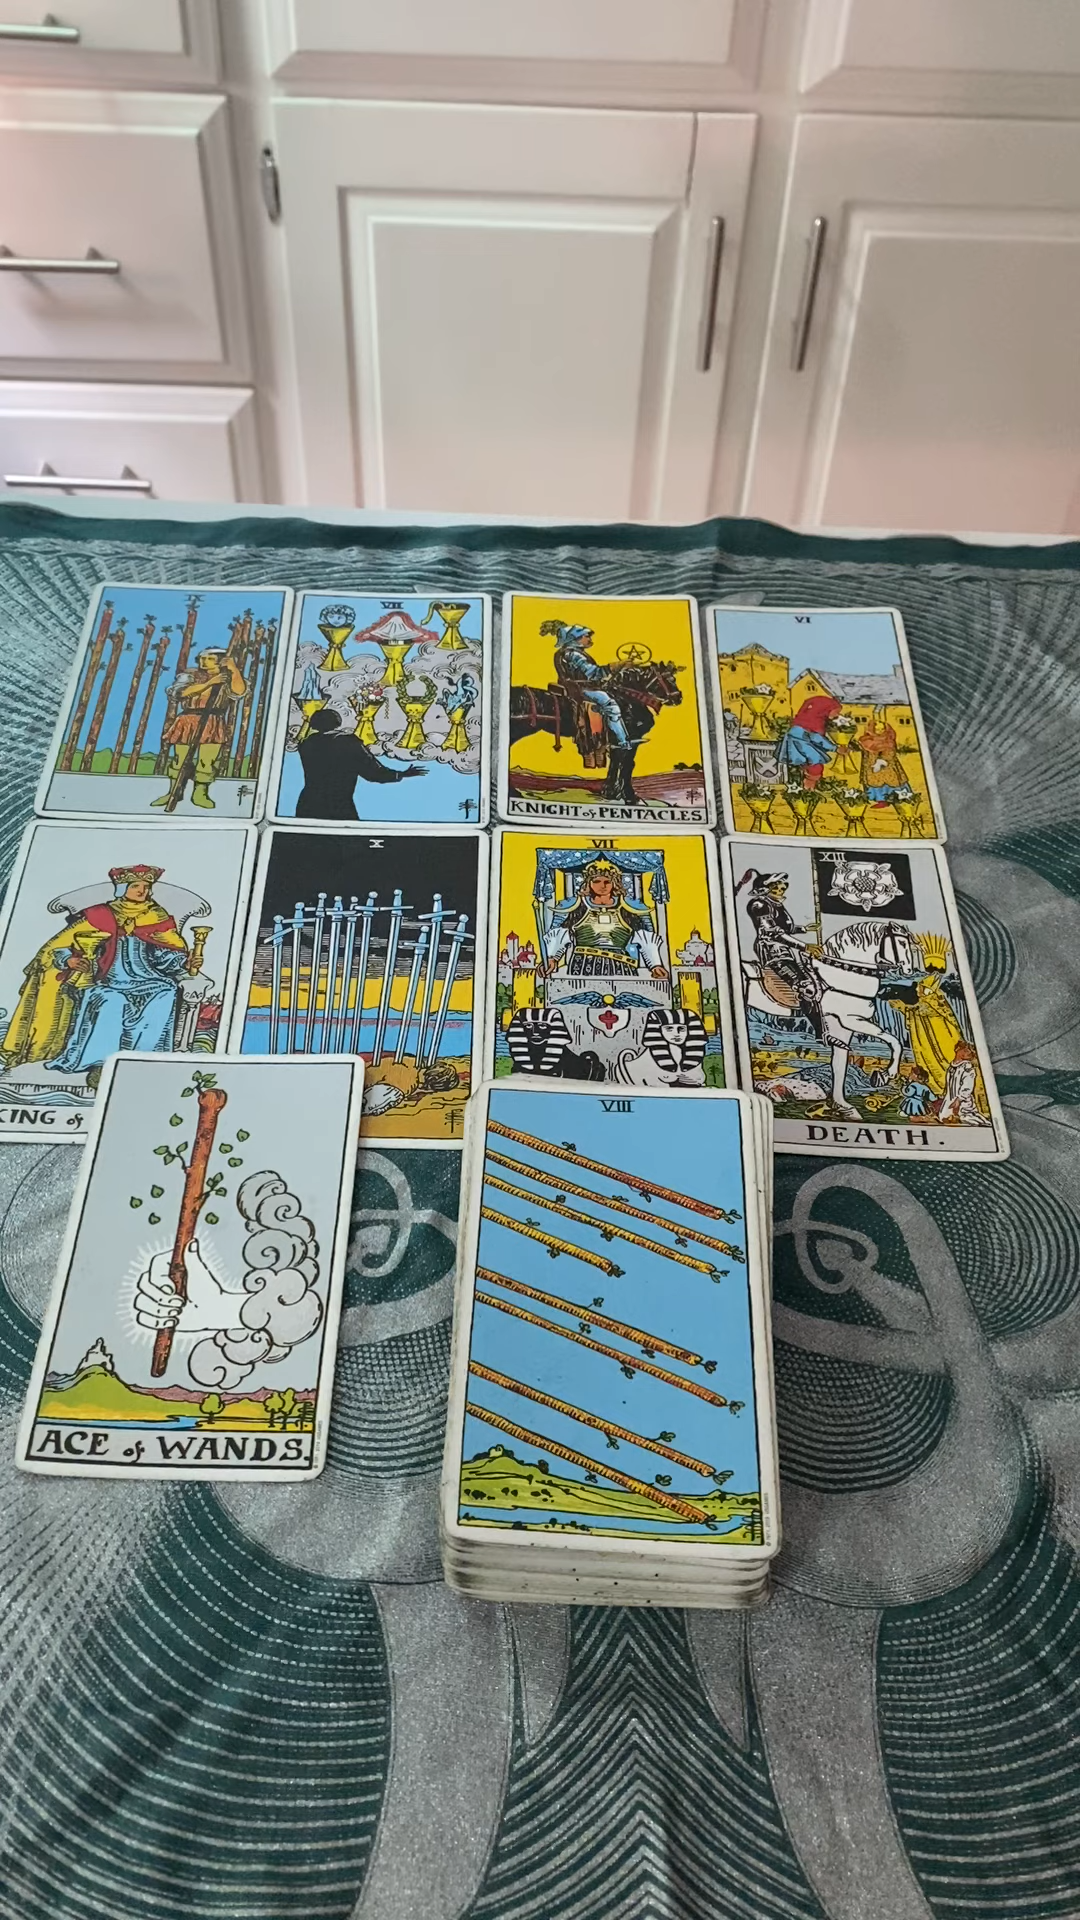 IX
VII
KNIGHT of PENTACLES
VI
KING of
X
VII
XIII
DEATH.
ACE of WANDS.
VIII